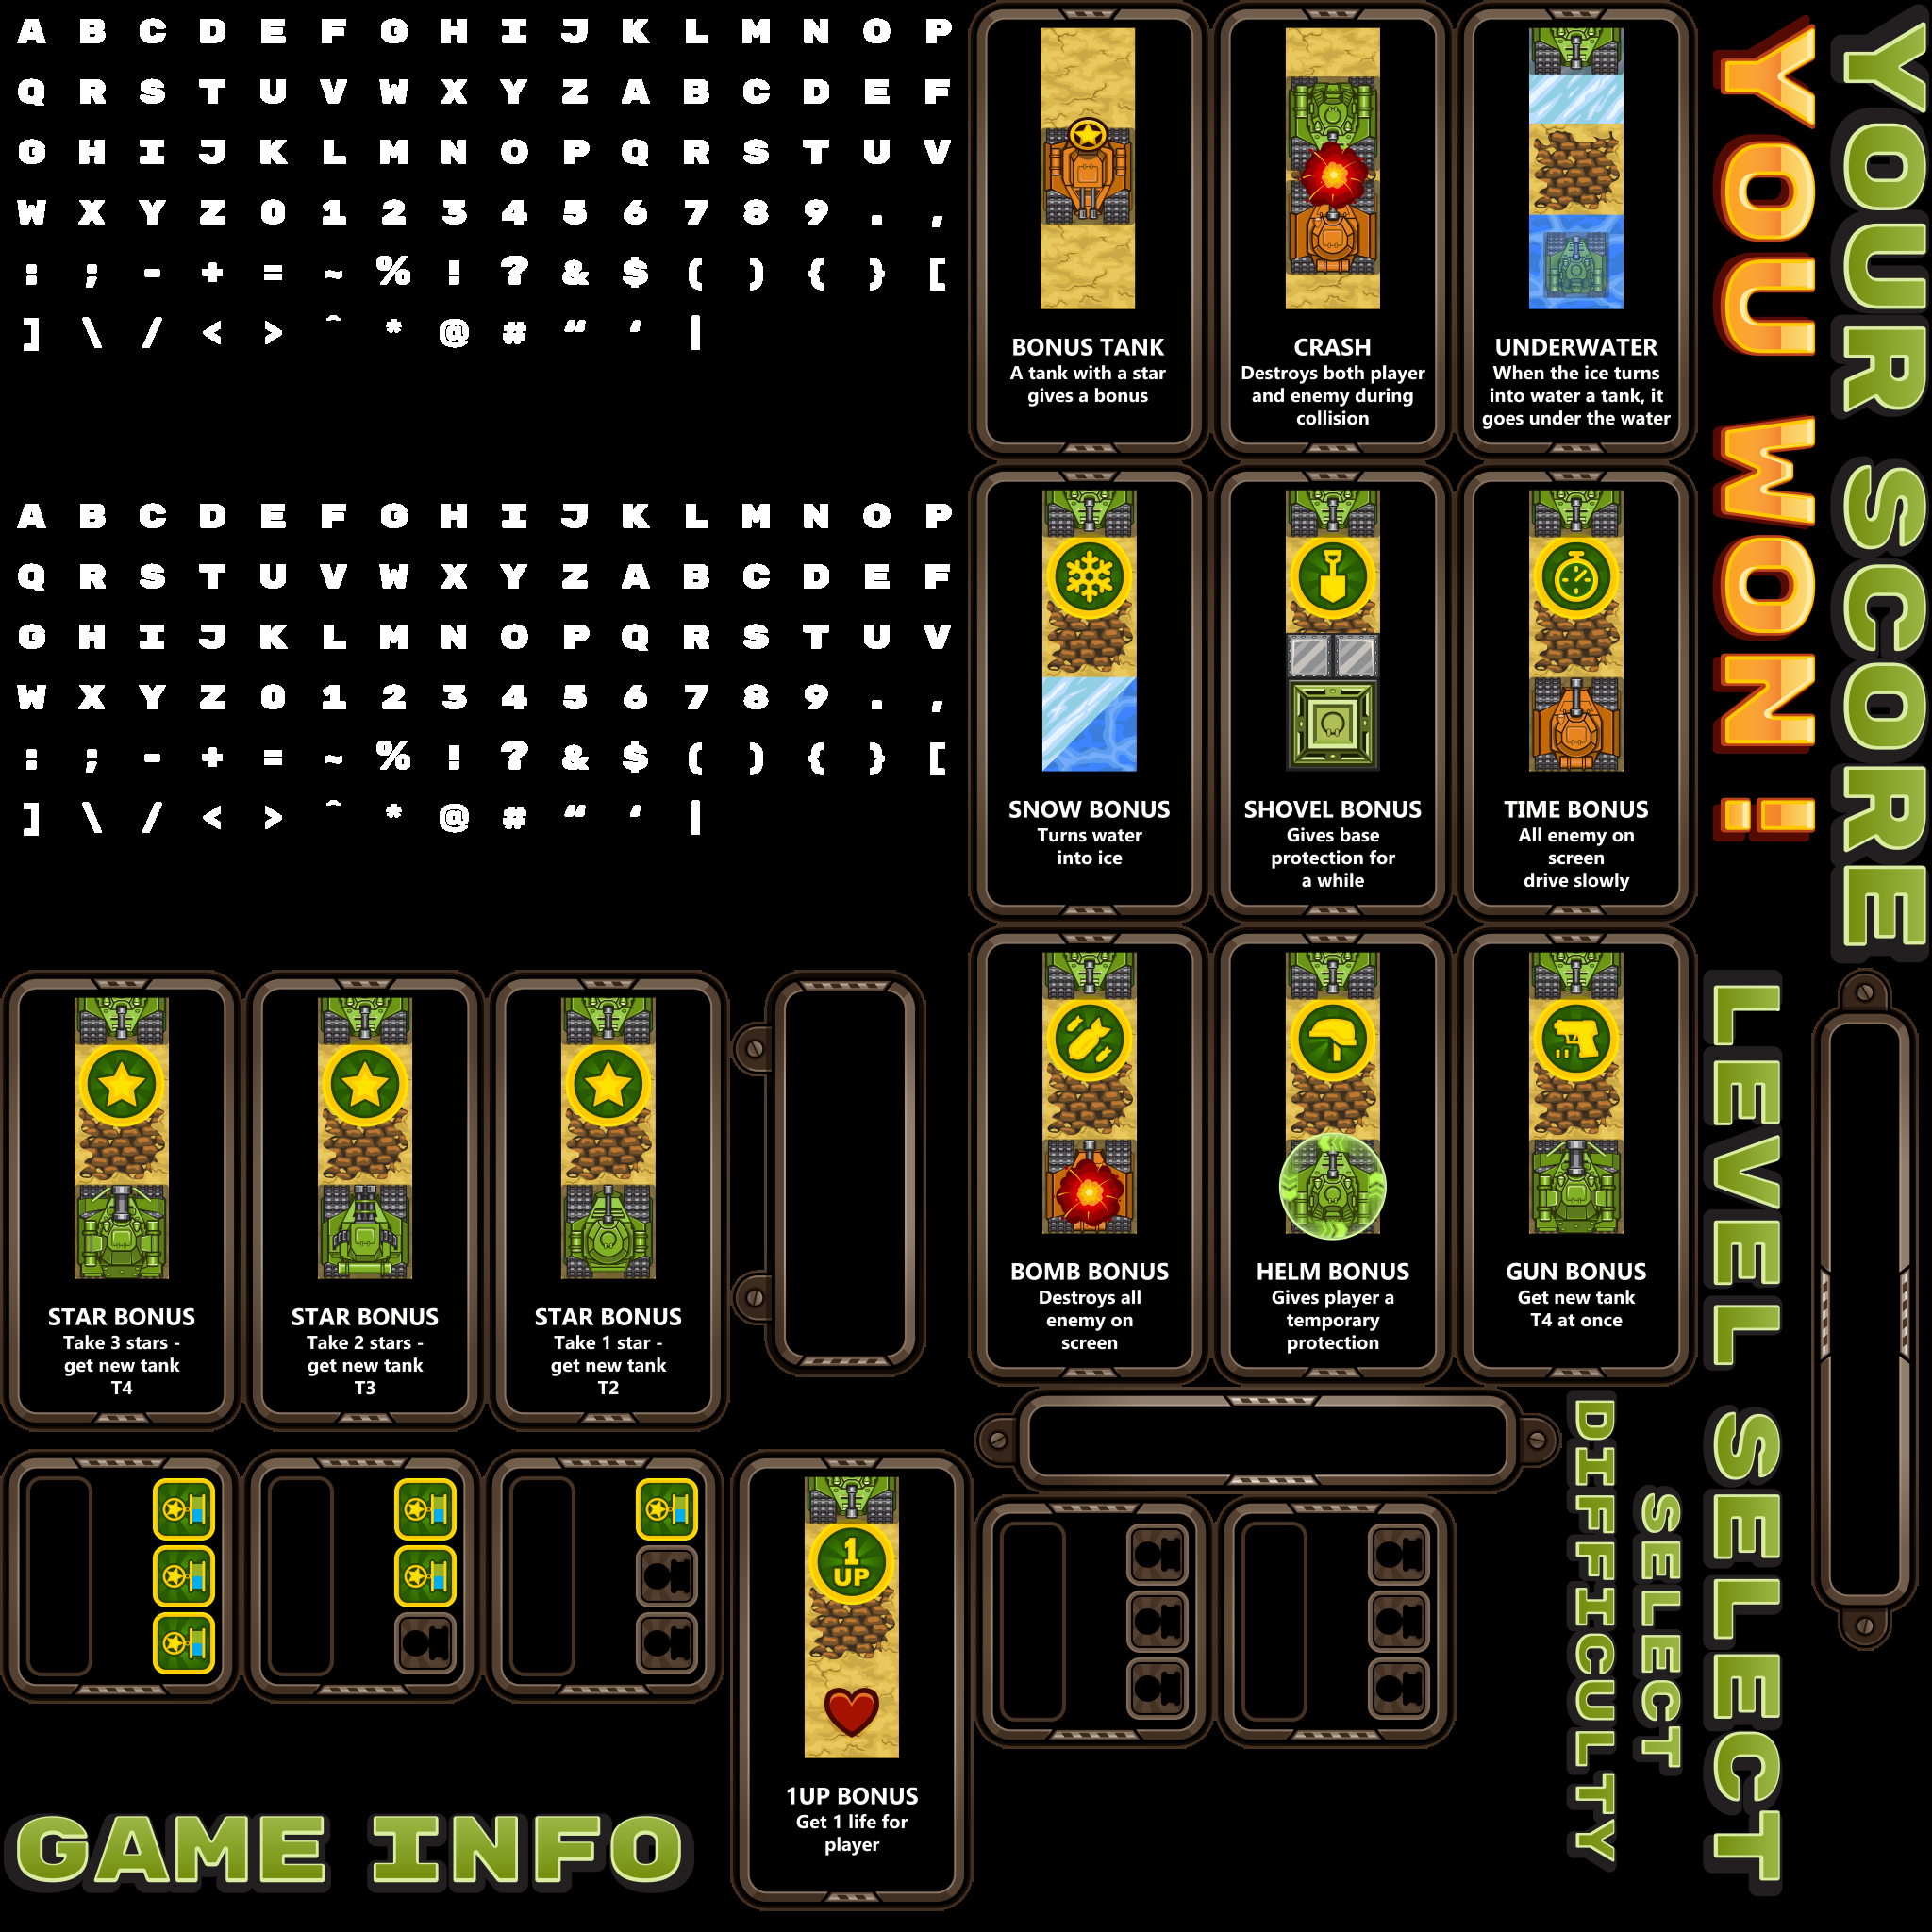 A B C D E F G H I J K L M N O P
Q R S T U V W X Y Z A B C D E F
G H I J K L M N O P Q R S T U V
W X Y Z 0 1 2 3 4 5 6 7 8 9 . ,
: ; - + = ~ % ! ? & $ ( ) { } [
] \ / < > ^ * @ # “ ‘ |
A B C D E F G H I J K L M N O P
Q R S T U V W X Y Z A B C D E F
G H I J K L M N O P Q R S T U V
W X Y Z 0 1 2 3 4 5 6 7 8 9 . ,
: ; - + = ~ % ! ? & $ ( ) { } [
] \ / < > ^ * @ # “ ‘ |
BONUS TANK
A tank with a star
gives a bonus
CRASH
Destroys both player
and enemy during
collision
UNDERWATER
When the ice turns
into water a tank, it
goes under the water
YOU WON!
YOUR SCORE
SNOW BONUS
Turns water
into ice
SHOVEL BONUS
Gives base
protection for
a while
TIME BONUS
All enemy on
screen
drive slowly
BOMB BONUS
Destroys all
enemy on
screen
HELM BONUS
Gives player a
temporary
protection
GUN BONUS
Get new tank
T4 at once
LEVEL SELECT
STAR BONUS
Take 3 stars -
get new tank
T4
STAR BONUS
Take 2 stars -
get new tank
T3
STAR BONUS
Take 1 star -
get new tank
T2
1
UP
1UP BONUS
Get 1 life for
player
SELECT
DIFFICULTY
GAME INFO